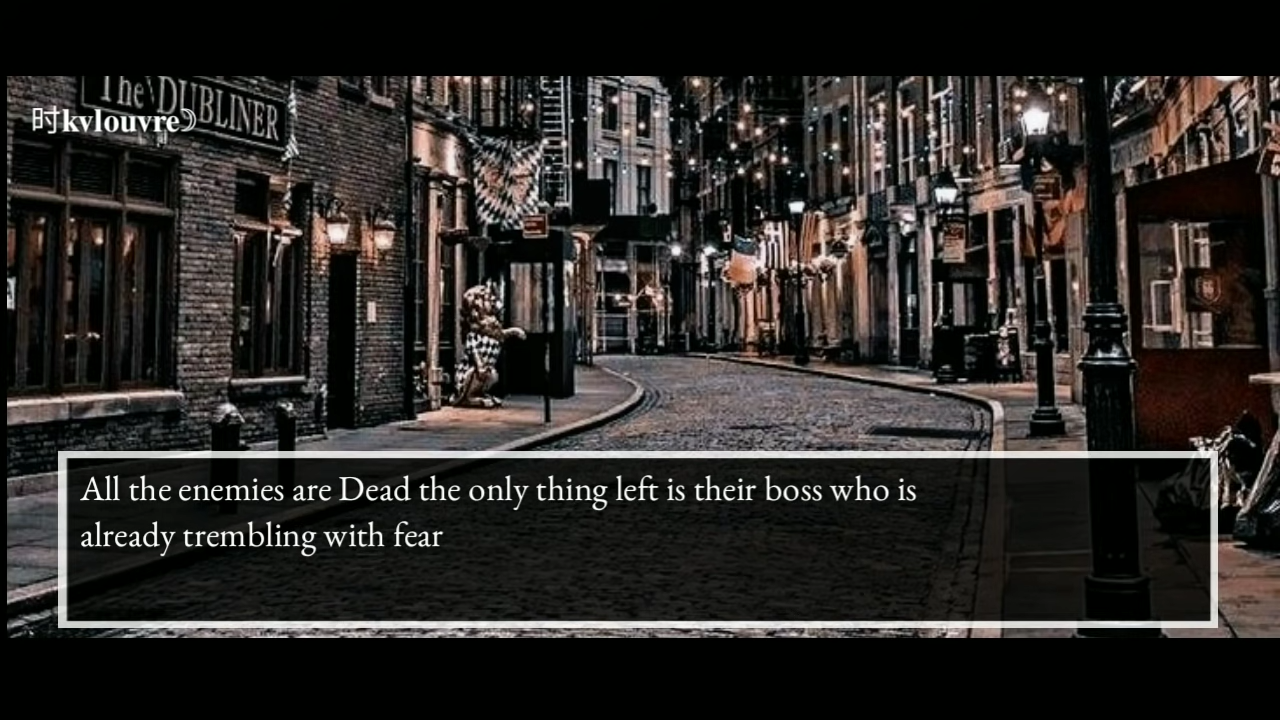 The DUBLINER
时kvlouvre☽
All the enemies are Dead the only thing left is their boss who is
already trembling with fear